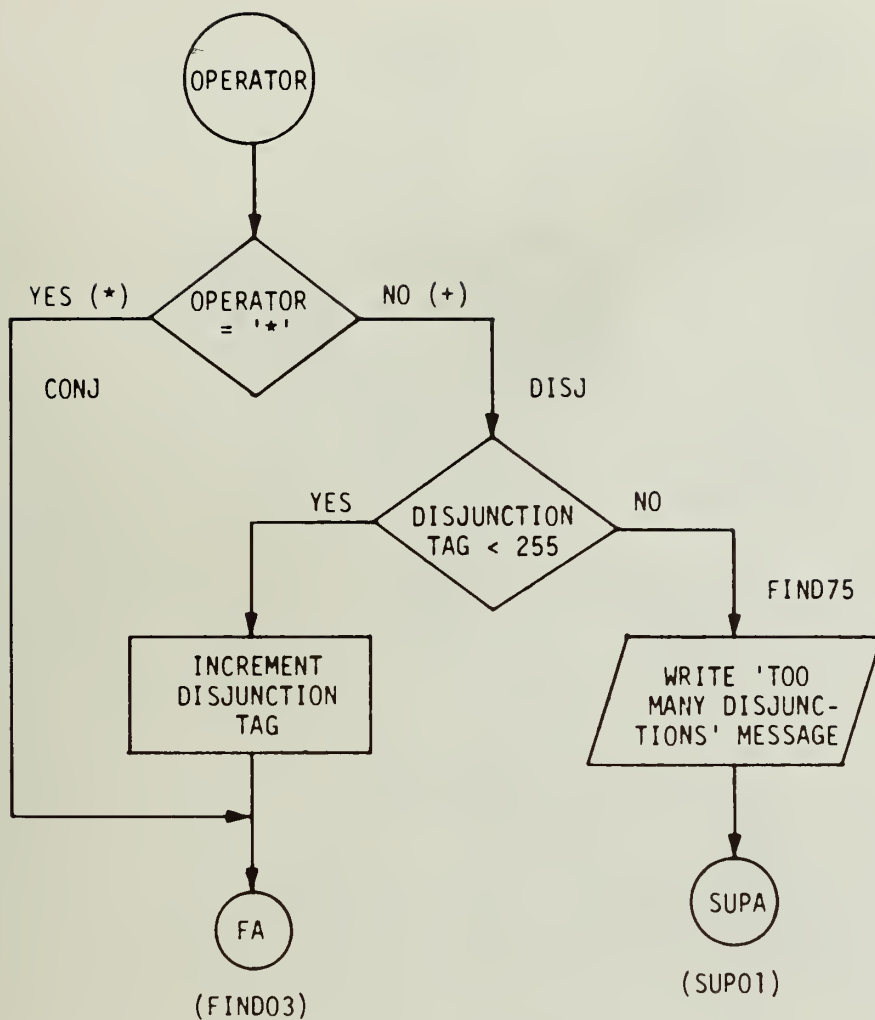 OPERATOR
YES (*)
OPERATOR
= '*'
NO (+)
CONJ
DISJ
YES
DISJUNCTION
TAG < 255
NO
FIND75
INCREMENT
DISJUNCTION
TAG
WRITE 'TOO
MANY DISJUNC-
TIONS' MESSAGE
FA
SUPA
(FIND03)
(SUP01)